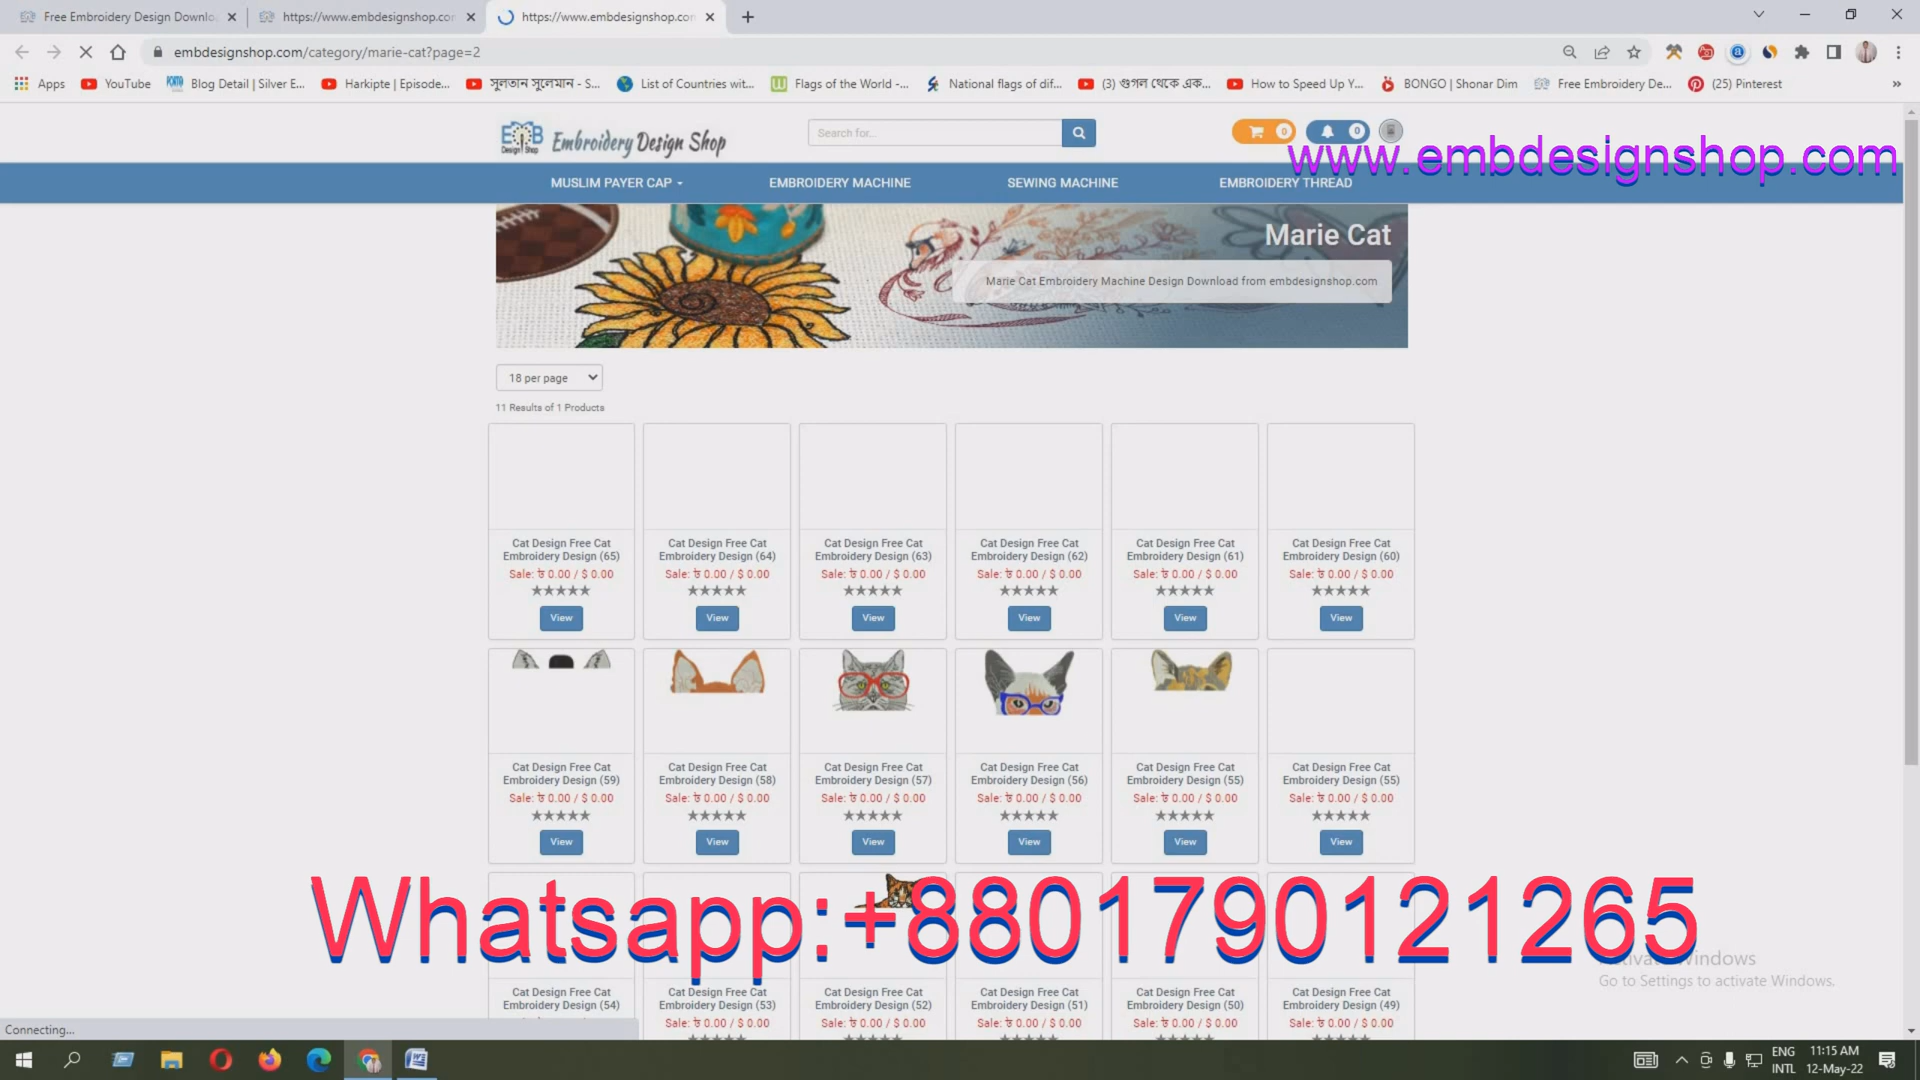 Free Embroidery Design Downlo
https://www.embdesignshop.com
https://www.embdesignshop.com
embdesignshop.com/category/marie-cat?page=2
Apps
YouTube
Blog Detail | Silver E...
Harkipte | Episode...
সুলতান সুলেমান - S...
List of Countries wit...
Flags of the World -...
National flags of dif...
(3) গুগল থেকে এক...
How to Speed Up Y...
BONGO | Shonar Dim
Free Embroidery De...
(25) Pinterest
»
EMB
Design Shop
Embroidery Design Shop
Search for...
0
0
www.embdesignshop.com
MUSLIM PAYER CAP
EMBROIDERY MACHINE
SEWING MACHINE
EMBROIDERY THREAD
Marie Cat
Marie Cat Embroidery Machine Design Download from embdesignshop.com
18 per page
11 Results of 1 Products
Cat Design Free Cat Embroidery Design (65)
Sale: ৳ 0.00 / $ 0.00
View
Cat Design Free Cat Embroidery Design (64)
Sale: ৳ 0.00 / $ 0.00
View
Cat Design Free Cat Embroidery Design (63)
Sale: ৳ 0.00 / $ 0.00
View
Cat Design Free Cat Embroidery Design (62)
Sale: ৳ 0.00 / $ 0.00
View
Cat Design Free Cat Embroidery Design (61)
Sale: ৳ 0.00 / $ 0.00
View
Cat Design Free Cat Embroidery Design (60)
Sale: ৳ 0.00 / $ 0.00
View
Cat Design Free Cat Embroidery Design (59)
Sale: ৳ 0.00 / $ 0.00
View
Cat Design Free Cat Embroidery Design (58)
Sale: ৳ 0.00 / $ 0.00
View
Cat Design Free Cat Embroidery Design (57)
Sale: ৳ 0.00 / $ 0.00
View
Cat Design Free Cat Embroidery Design (56)
Sale: ৳ 0.00 / $ 0.00
View
Cat Design Free Cat Embroidery Design (55)
Sale: ৳ 0.00 / $ 0.00
View
Cat Design Free Cat Embroidery Design (55)
Sale: ৳ 0.00 / $ 0.00
View
Whatsapp:+8801790121265
Activate Windows
Go to Settings to activate Windows.
Cat Design Free Cat Embroidery Design (54)
Cat Design Free Cat Embroidery Design (53)
Sale: ৳ 0.00 / $ 0.00
Cat Design Free Cat Embroidery Design (52)
Sale: ৳ 0.00 / $ 0.00
Cat Design Free Cat Embroidery Design (51)
Sale: ৳ 0.00 / $ 0.00
Cat Design Free Cat Embroidery Design (50)
Sale: ৳ 0.00 / $ 0.00
Cat Design Free Cat Embroidery Design (49)
Sale: ৳ 0.00 / $ 0.00
Connecting...
ENG
INTL
11:15 AM
12-May-22